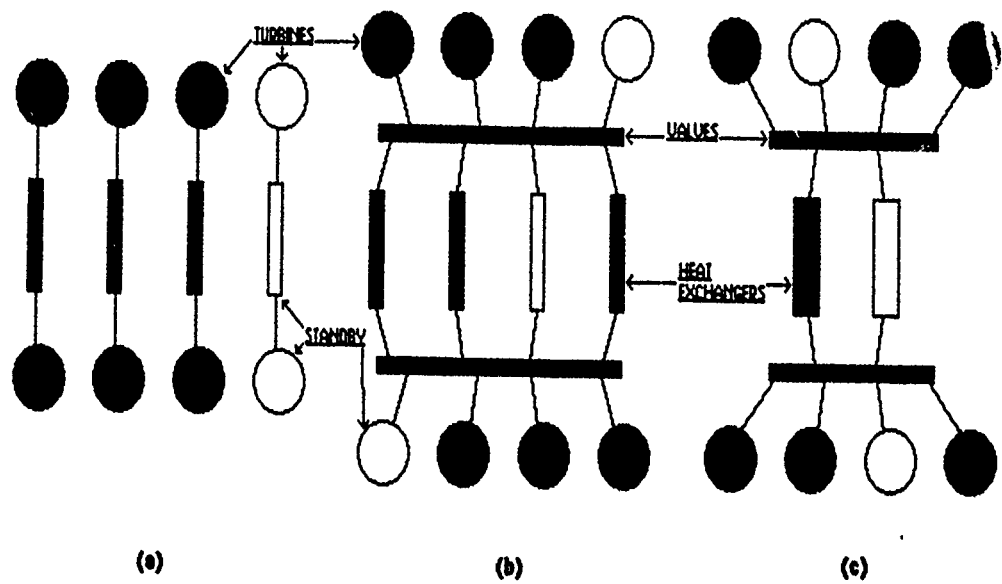 TURBINES
VALUES
HEAT
EXCHANGERS
STANDBY
(a)
(b)
(c)